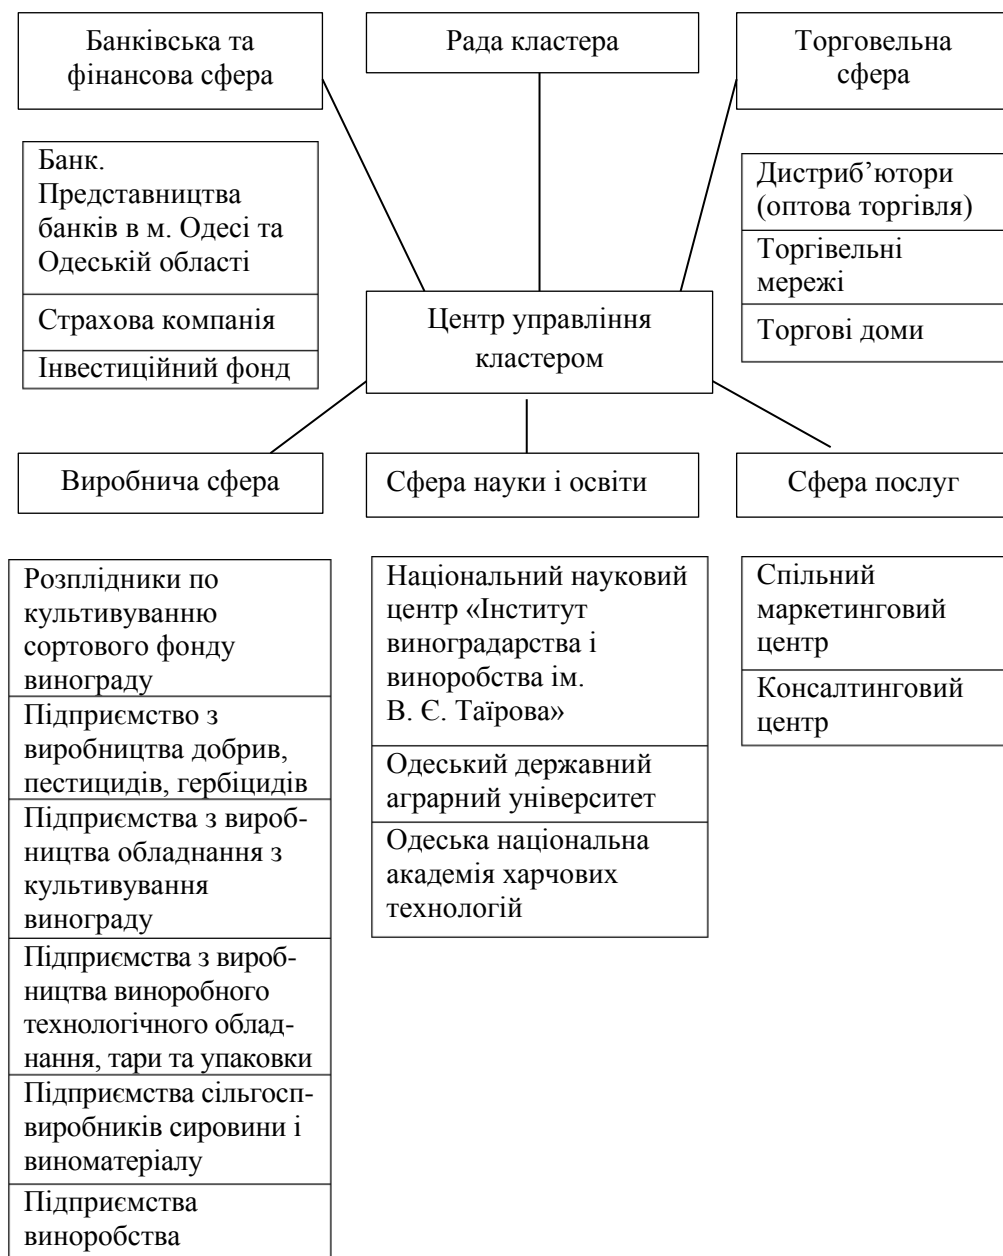 Банківська та
фінансова сфера
Рада кластера
Торговельна
сфера
Банк.
Представництва
банків в м. Одесі та
Одеській області
Страхова компанія
Інвестиційний фонд
Дистриб’ютори
(оптова торгівля)
Торгівельні
мережі
Торгові доми
Центр управління
кластером
Виробнича сфера
Сфера науки і освіти
Сфера послуг
Розплідники по
культивуванню
сортового фонду
винограду
Підприємство з
виробництва добрив,
пестицидів, гербіцидів
Підприємства з вироб-
ництва обладнання з
культивування
винограду
Підприємства з вироб-
ництва виноробного
технологічного облад-
нання, тари та упаковки
Підприємства сільгосп-
виробників сировини і
виноматеріалу
Підприємства
виноробства
Національний науковий
центр «Інститут
виноградарства і
виробства ім.
В. Є. Таїрова»
Одеський державний
аграрний університет
Одеська національна
академія харчових
технологій
Спільний
маркетинговий
центр
Консалтинговий
центр